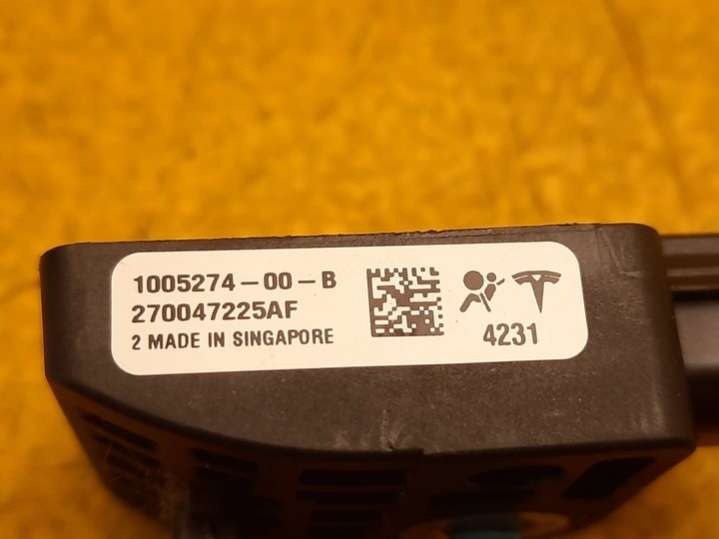 1005274-00-B
270047225AF
2 MADE IN SINGAPORE
4231